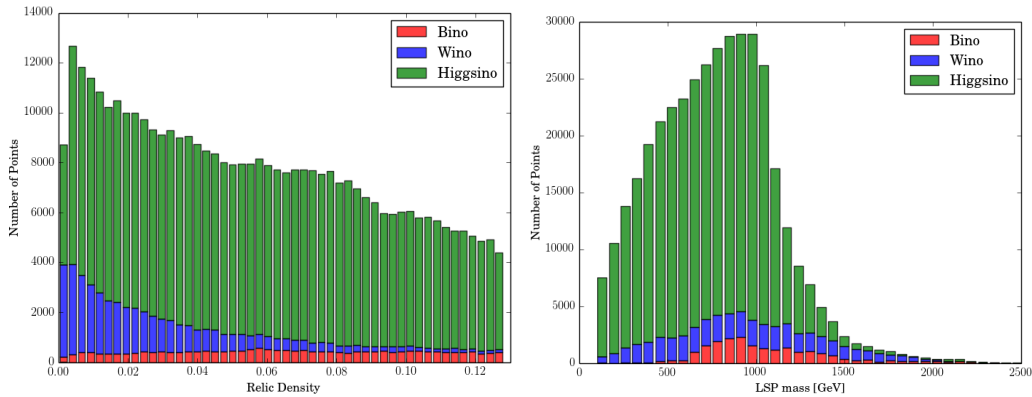 14000
12000
10000
8000
6000
4000
2000
0
Number of Points
0.00
0.02
0.04
0.06
0.08
0.10
0.12
Relic Density
Bino
Wino
Higgsino
30000
25000
20000
15000
10000
5000
0
Number of Points
0
500
1000
1500
2000
2500
LSP mass [GeV]
Bino
Wino
Higgsino